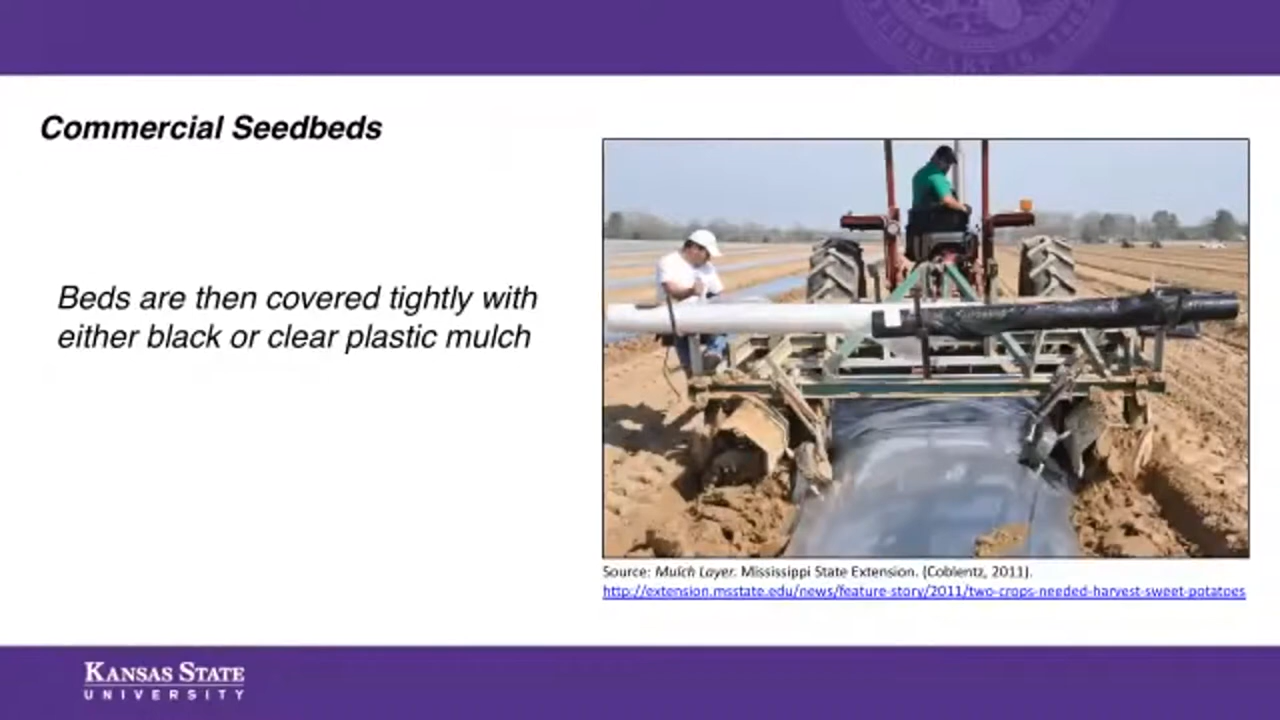 Commercial Seedbeds
Beds are then covered tightly with
either black or clear plastic mulch
Source: Mulch Layer. Mississippi State Extension. (Coblentz, 2011).
http://extension.msstate.edu/news/feature-story/2011/two-crops-needed-harvest-sweet-potatoes
KANSAS STATE
UNIVERSITY